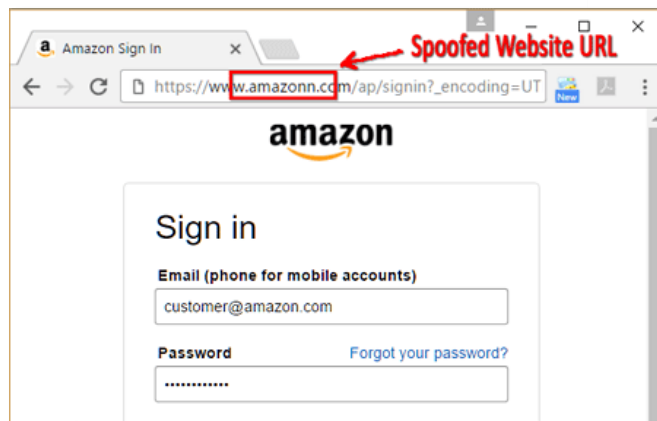 Amazon Sign In
Spoofed Website URL
https://www.amazonn.com/ap/signin?_encoding=UT
New
amazon
Sign in
Email (phone for mobile accounts)
customer@amazon.com
Password Forgot your password?
••••••••••••